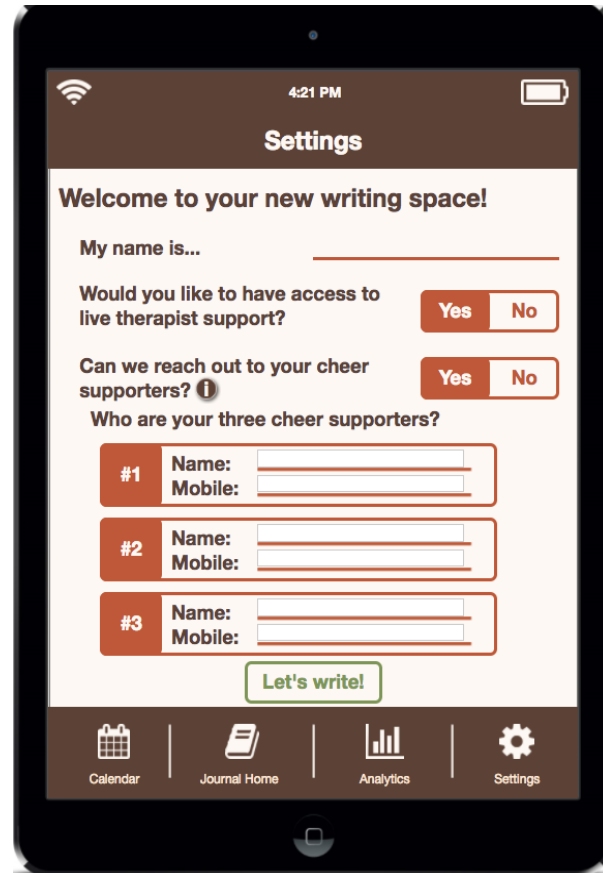 4:21 PM
Settings
Welcome to your new writing space!
My name is...
Would you like to have access to
live therapist support?
Yes No
Can we reach out to your cheer
supporters? i
Yes No
Who are your three cheer supporters?
#1
Name:
Mobile:
#2
Name:
Mobile:
#3
Name:
Mobile:
Let's write!
Calendar
Journal Home
Analytics
Settings